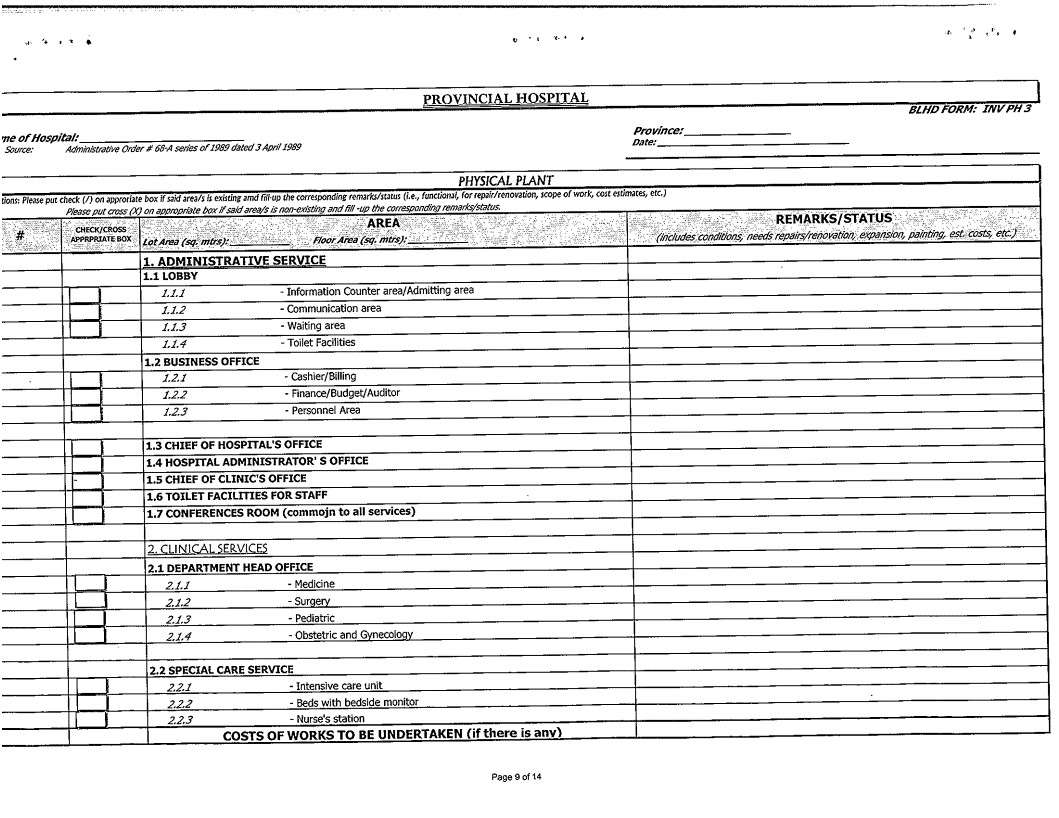 PROVINCIAL HOSPITAL
BLHD FORM: INV PH 3
me of Hospital:
Province:
Source: Administrative Order # 68-A series of 1989 dated 3 April 1989
Date:
PHYSICAL PLANT
tions: Please put check (/) on approriate box if said area/s is existing amd fill-up the corresponding remarks/status (i.e., functional, for repair/renovation, scope of work, cost estimates, etc.)
Please put cross (X) on appropriate box if said area/s is non-existing and fill -up the corresponding remarks/status.
# CHECK/CROSS APPRPRIATE BOX AREA REMARKS/STATUS
Lot Area (sq. mtrs): Floor Area (sq. mtrs): (includes conditions, needs repairs/renovation, expansion, painting, est. costs, etc.)
1. ADMINISTRATIVE SERVICE
1.1 LOBBY
1.1.1 - Information Counter area/Admitting area
1.1.2 - Communication area
1.1.3 - Waiting area
1.1.4 - Toilet Facilities
1.2 BUSINESS OFFICE
1.2.1 - Cashier/Billing
1.2.2 - Finance/Budget/Auditor
1.2.3 - Personnel Area
1.3 CHIEF OF HOSPITAL'S OFFICE
1.4 HOSPITAL ADMINISTRATOR' S OFFICE
1.5 CHIEF OF CLINIC'S OFFICE
1.6 TOILET FACILITIES FOR STAFF
1.7 CONFERENCES ROOM (commojn to all services)
2. CLINICAL SERVICES
2.1 DEPARTMENT HEAD OFFICE
2.1.1 - Medicine
2.1.2 - Surgery
2.1.3 - Pediatric
2.1.4 - Obstetric and Gynecology
2.2 SPECIAL CARE SERVICE
2.2.1 - Intensive care unit
2.2.2 - Beds with bedside monitor
2.2.3 - Nurse's station
COSTS OF WORKS TO BE UNDERTAKEN (if there is any)
Page 9 of 14